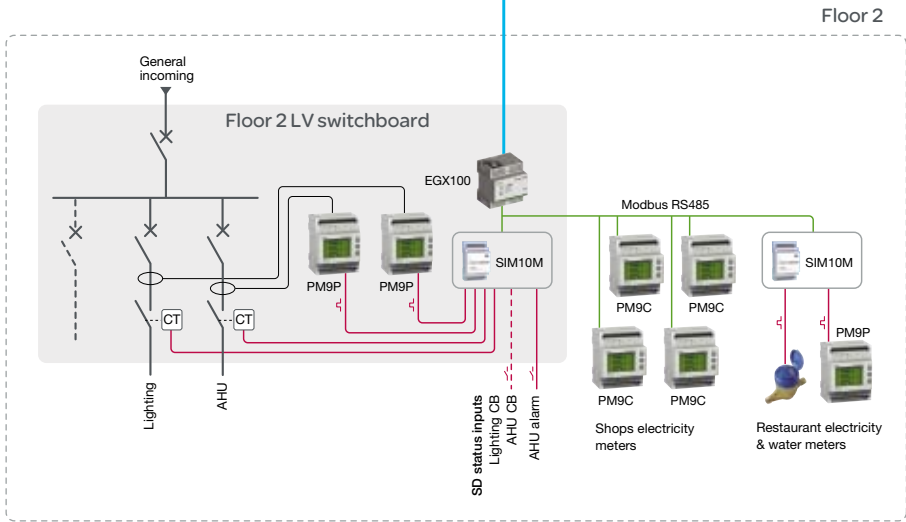 Floor 2
General
incoming
Floor 2 LV switchboard
EGX100
Modbus RS485
SIM10M
SIM10M
PM9P
PM9P
PM9C
PM9C
PM9P
CT
CT
PM9C
PM9C
Lighting
AHU
SD status inputs
Lighting CB
AHU CB
AHU alarm
Shops electricity
meters
Restaurant electricity
& water meters